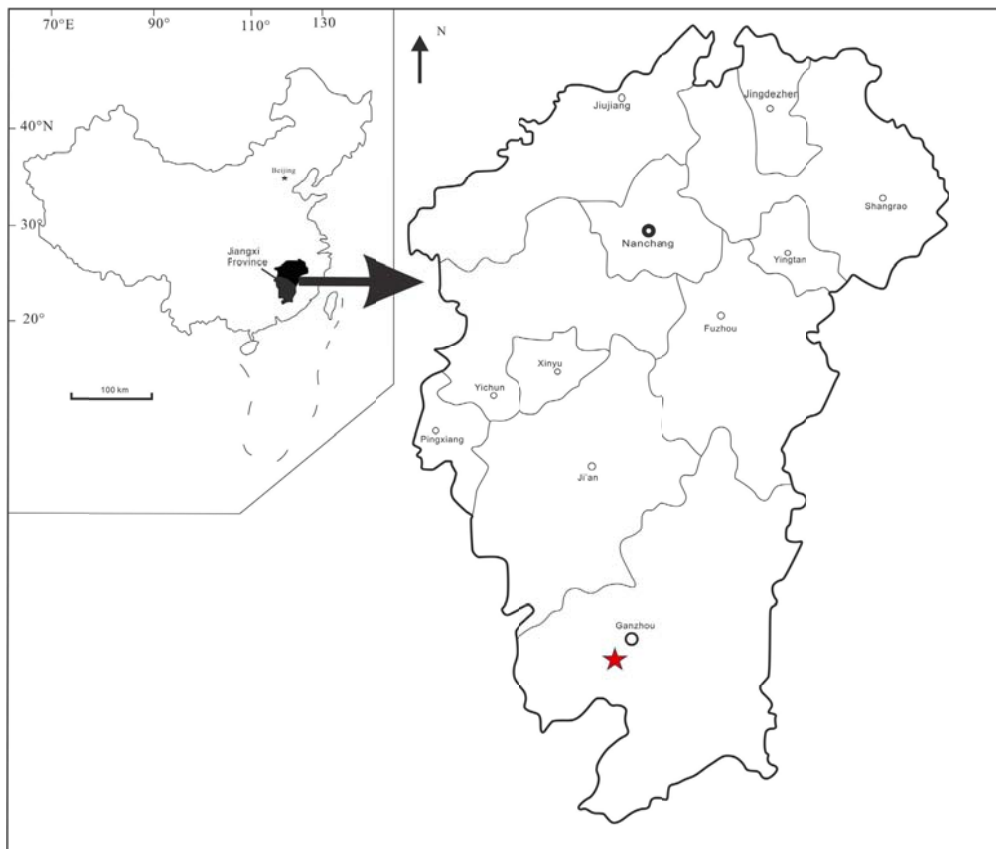 70°E 90° 110° 130
N
40°N
30°
20°
Beijing
Jiangxi
Province
100 km
Jiujiang
Jingdezhen
Shangrao
Nanchang
Yingtan
Fuzhou
Xinyu
Yichun
Pingxiang
Ji'an
Ganzhou